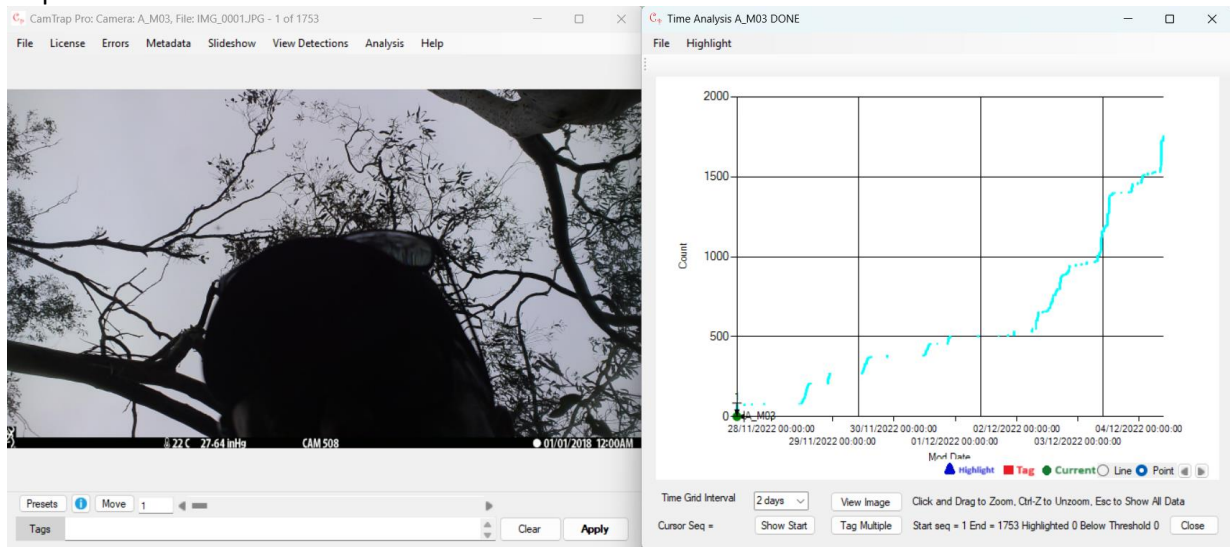 CamTrap Pro: Camera: A_M03, File: IMG_0001.JPG - 1 of 1753
File License Errors Metadata Slideshow View Detections Analysis Help
22 C 27-64 inHg CAM 508 01/01/2018 12:00AM
Presets Move 1
Tags Clear Apply
Time Analysis A_M03 DONE
File Highlight
2000
1500
1000
500
0
Count
A_M03
28/11/2022 00:00:00 30/11/2022 00:00:00 02/12/2022 00:00:00 04/12/2022 00:00:00
29/11/2022 00:00:00 01/12/2022 00:00:00 03/12/2022 00:00:00
Mod Date
Highlight Tag Current Line Point
Time Grid Interval 2 days View Image Click and Drag to Zoom, Ctrl-Z to Unzoom, Esc to Show All Data
Cursor Seq = Show Start Tag Multiple Start seq = 1 End = 1753 Highlighted 0 Below Threshold 0 Close